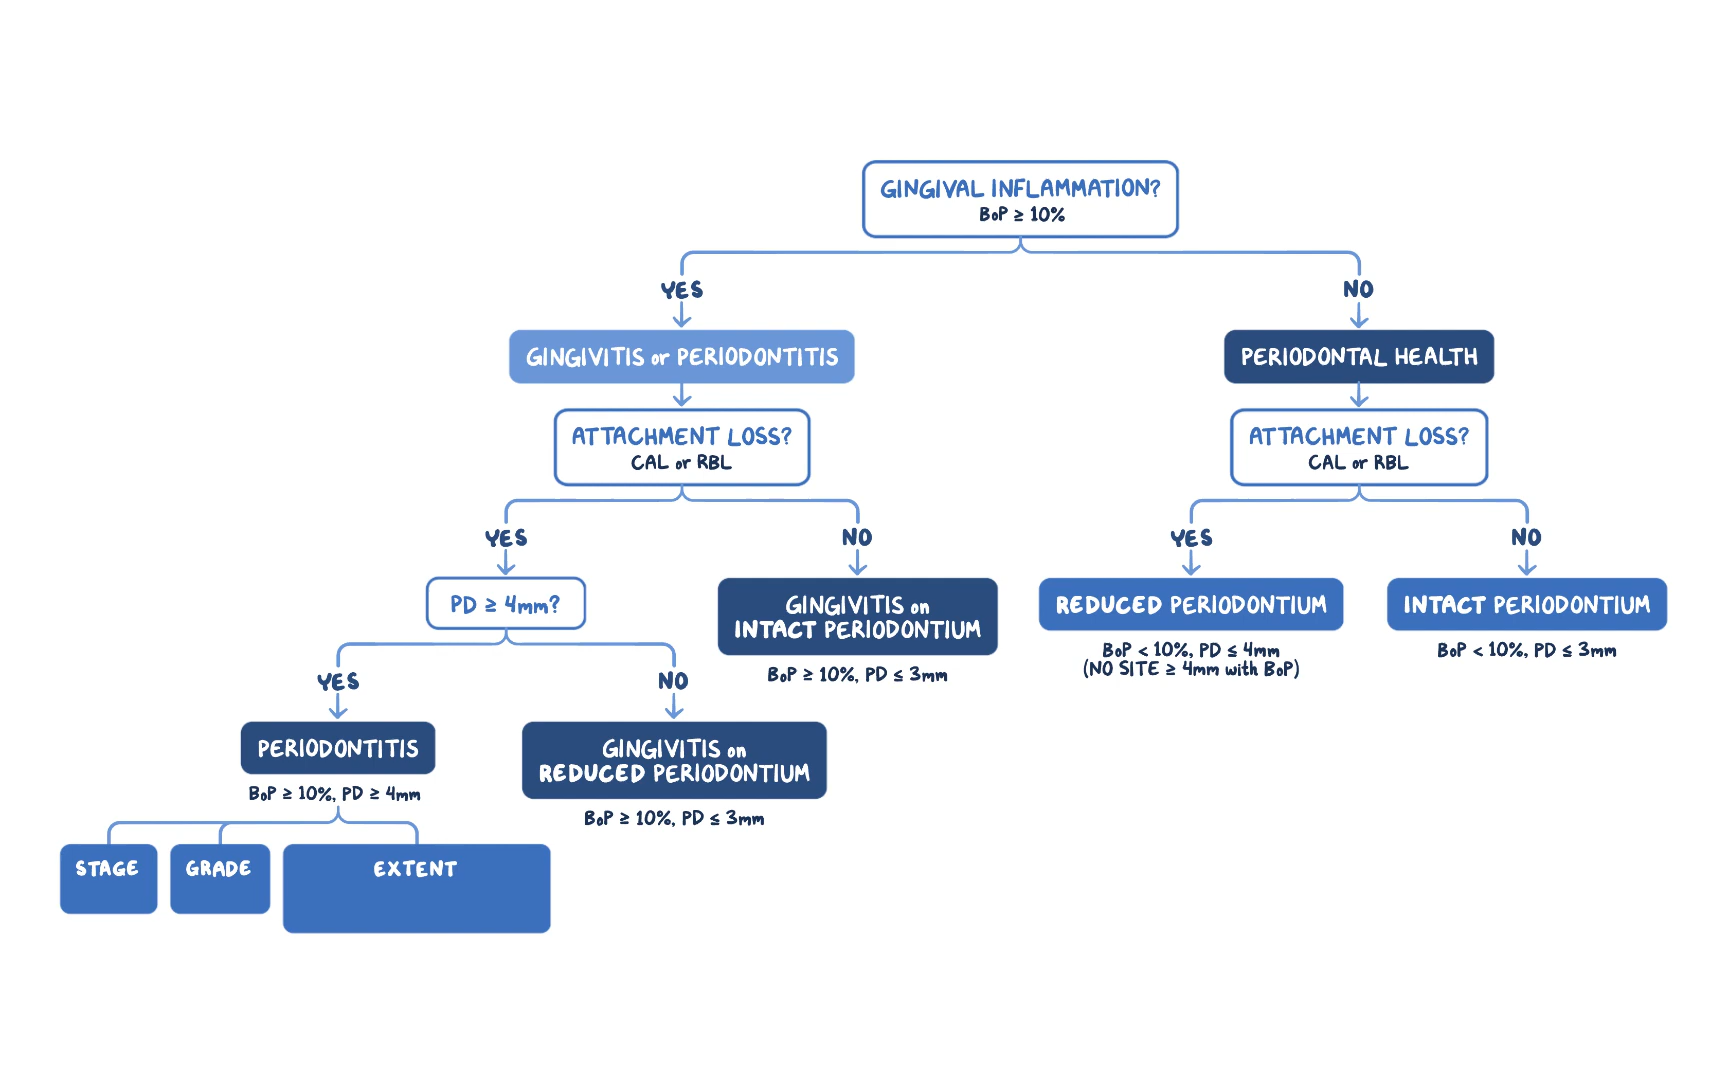 GINGIVAL INFLAMMATION?
BoP ≥ 10%
YES
NO
GINGIVITIS or PERIODONTITIS
PERIODONTAL HEALTH
ATTACHMENT LOSS?
CAL or RBL
ATTACHMENT LOSS?
CAL or RBL
YES
NO
YES
NO
PD ≥ 4mm?
GINGIVITIS on
INTACT PERIODONTIUM
BoP ≥ 10%, PD ≤ 3mm
REDUCED PERIODONTIUM
BoP < 10%, PD ≤ 4mm
(NO SITE ≥ 4mm with BoP)
INTACT PERIODONTIUM
BoP < 10%, PD ≤ 3mm
YES
NO
PERIODONTITIS
BoP ≥ 10%, PD ≥ 4mm
GINGIVITIS on
REDUCED PERIODONTIUM
BoP ≥ 10%, PD ≤ 3mm
STAGE
GRADE
EXTENT